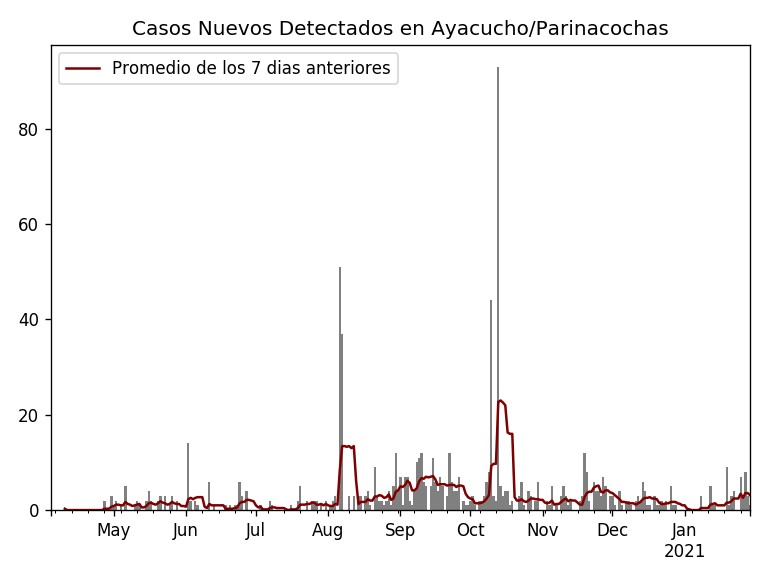 Casos Nuevos Detectados en Ayacucho/Parinacochas
Promedio de los 7 dias anteriores
80
60
40
20
0
May Jun Jul Aug Sep Oct Nov Dec Jan
2021